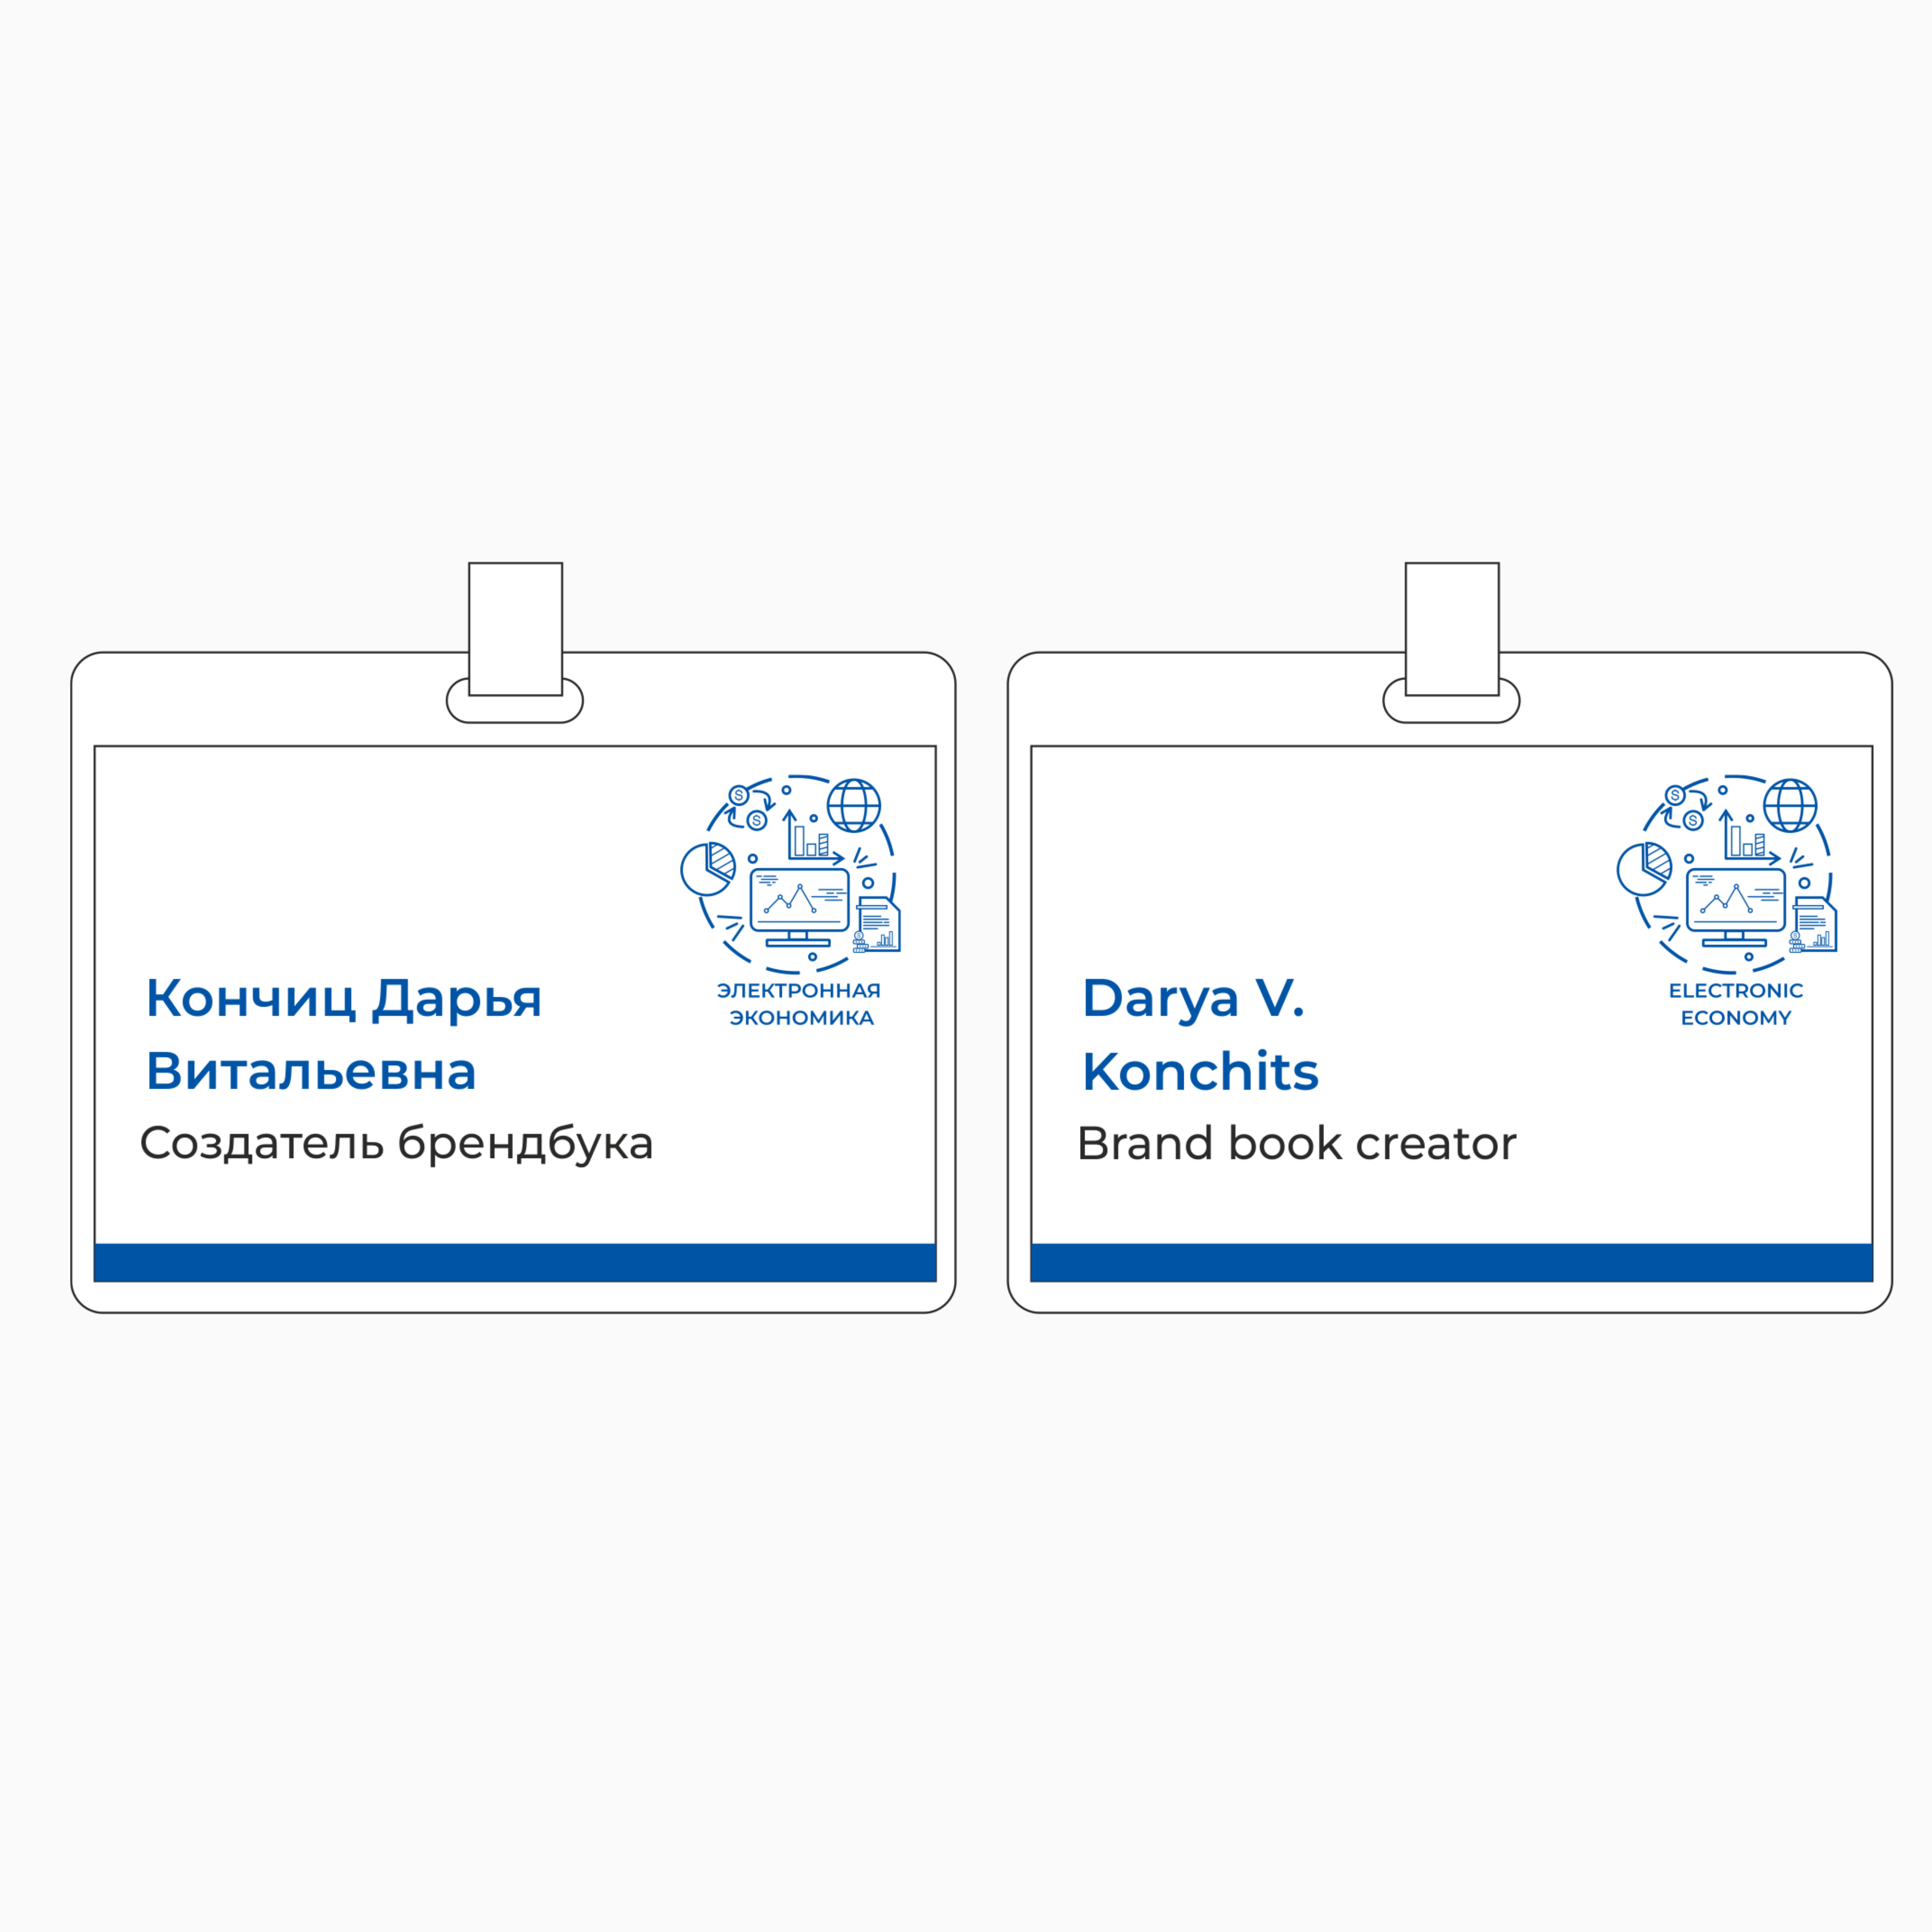 ЭЛЕКТРОННАЯ
ЭКОНОМИКА
Кончиц Дарья
Витальевна
Создатель брендбука
ELECTRONIC
ECONOMY
Darya V.
Konchits
Brand book creator